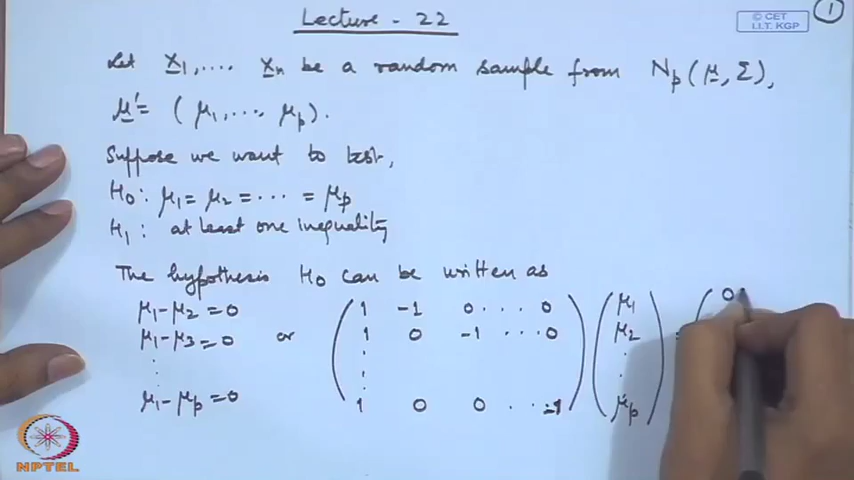 Lecture - 22
© CET
I.I.T. KGP
1
Let X1, .... Xn be a random sample from Np(μ, Σ),
μ' = (μ1, ..., μp).
Suppose we want to test,
H0: μ1 = μ2 = ... = μp
H1: at least one inequality
The hypothesis H0 can be written as
μ1 - μ2 = 0
μ1 - μ3 = 0 or
⋮
μ1 - μp = 0
( 1 -1 0 .... 0 ) ( μ1 ) = ( 0
1 0 -1 ... 0 μ2
⋮ ⋮
1 0 0 .. -1 μp
NPTEL